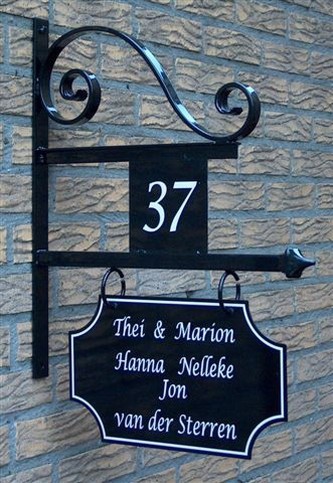 37
Thei & Marion
Hanna Nelleke
Jon
van der Sterren